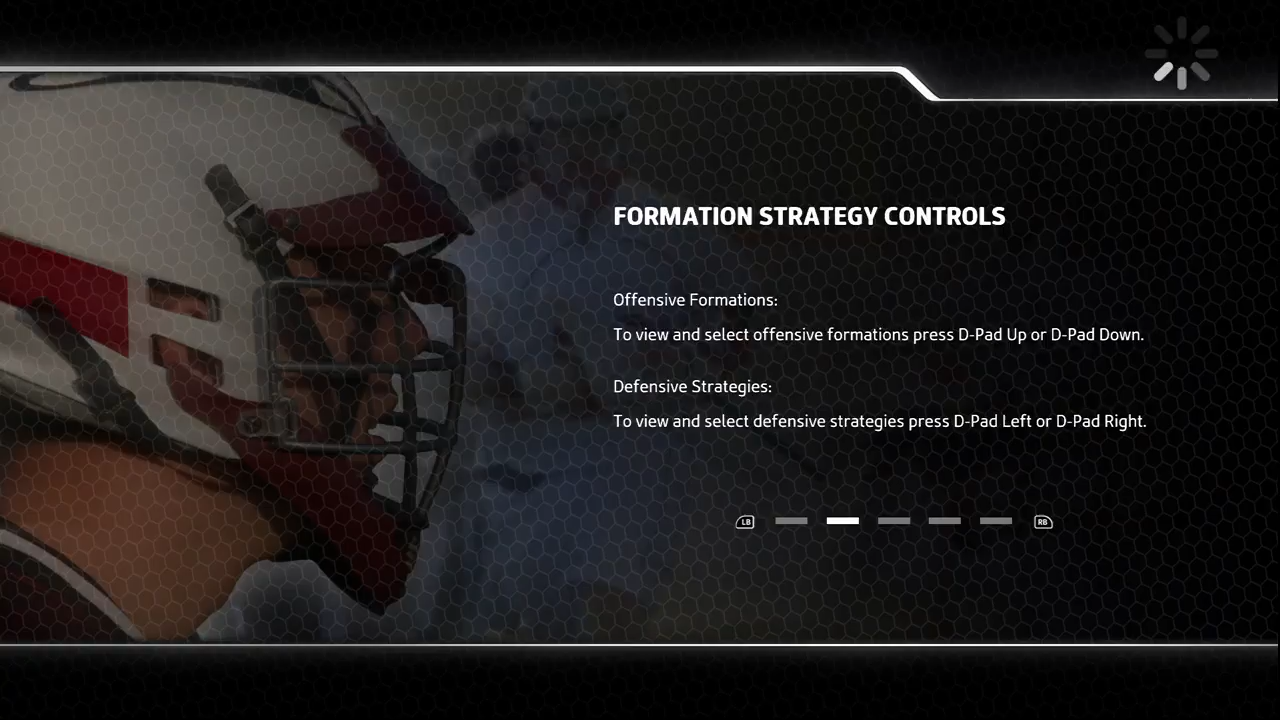 FORMATION STRATEGY CONTROLS
Offensive Formations:
To view and select offensive formations press D-Pad Up or D-Pad Down.
Defensive Strategies:
To view and select defensive strategies press D-Pad Left or D-Pad Right.
LB RB